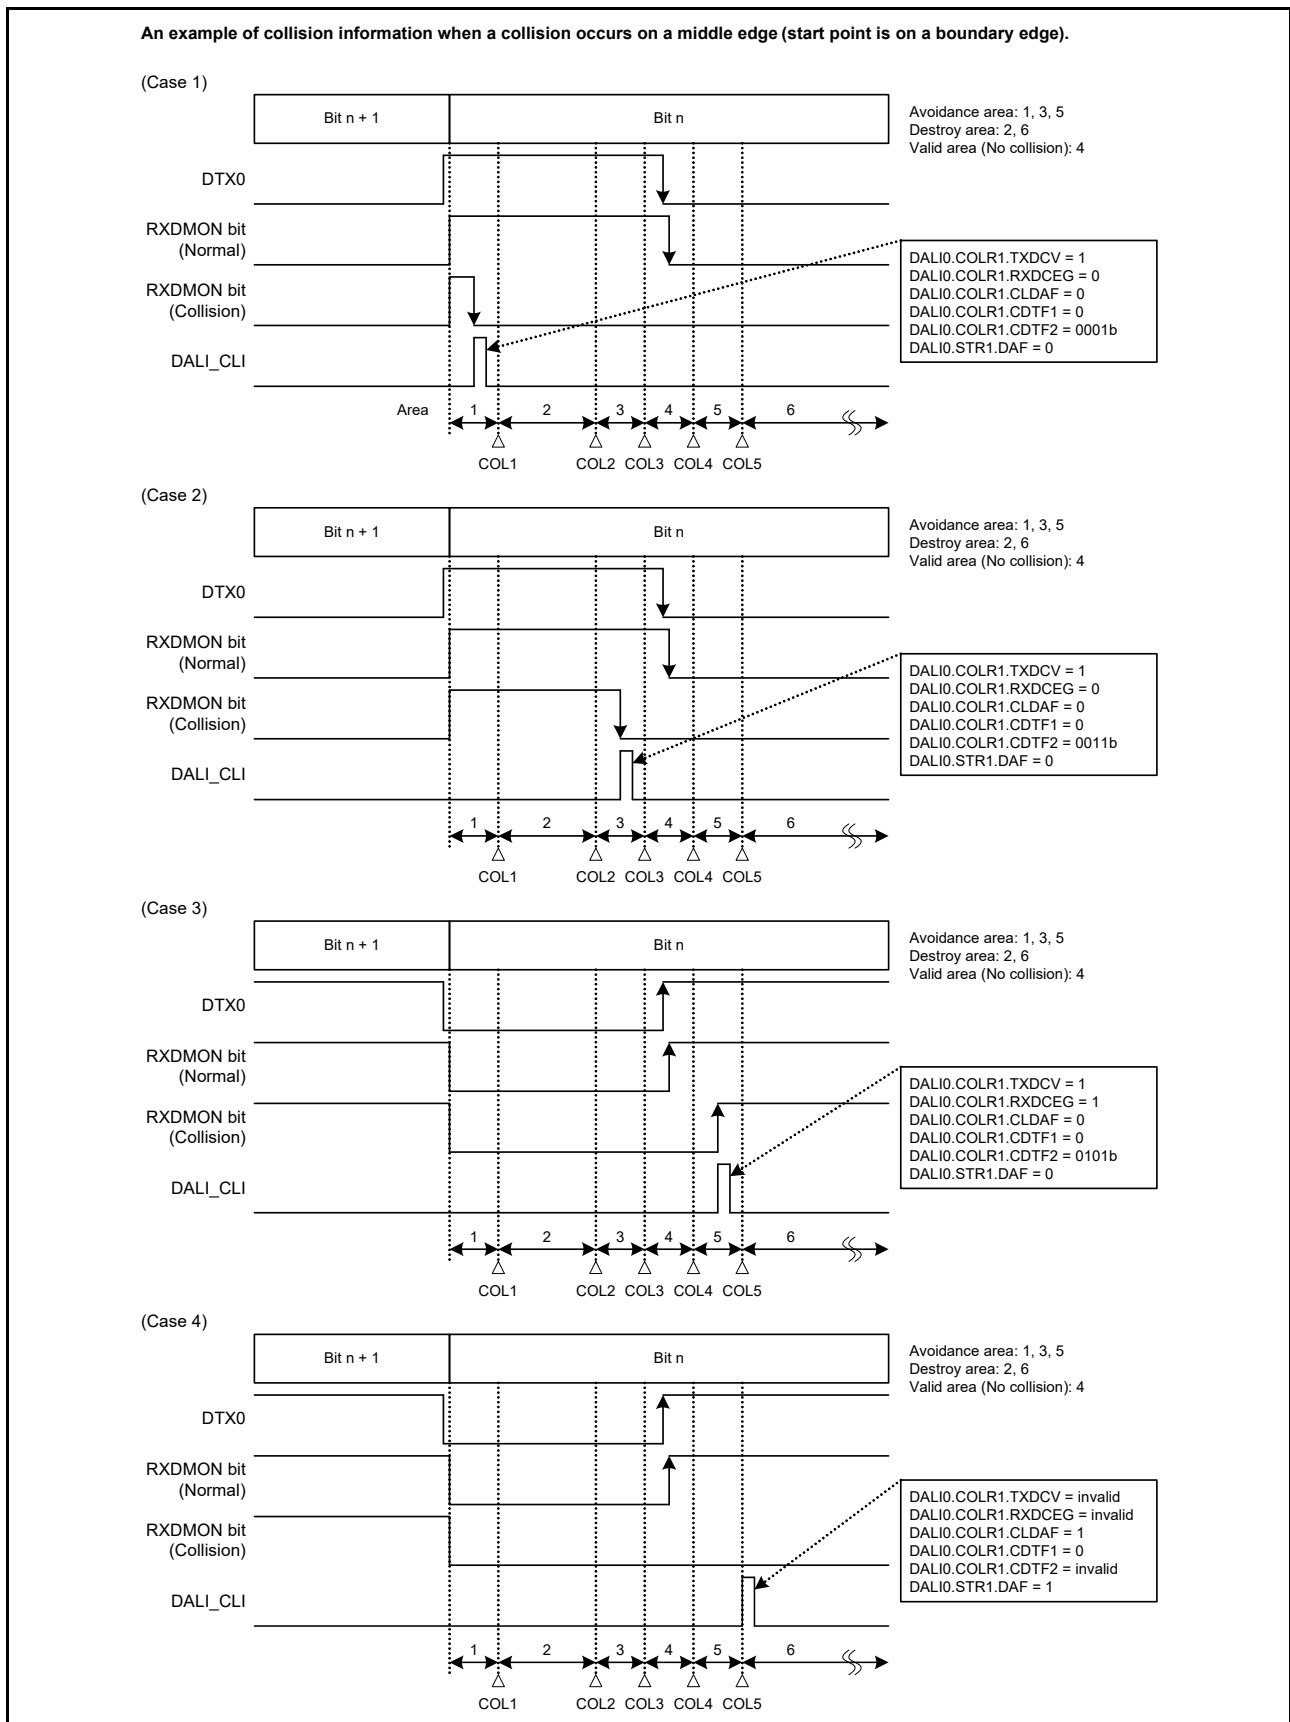 An example of collision information when a collision occurs on a middle edge (start point is on a boundary edge).
(Case 1)
Bit n + 1
Bit n
Avoidance area: 1, 3, 5
Destroy area: 2, 6
Valid area (No collision): 4
DTX0
RXDMON bit
(Normal)
RXDMON bit
(Collision)
DALI_CLI
DALI0.COLR1.TXDCV = 1
DALI0.COLR1.RXDCEG = 0
DALI0.COLR1.CLDAF = 0
DALI0.COLR1.CDTF1 = 0
DALI0.COLR1.CDTF2 = 0001b
DALI0.STR1.DAF = 0
Area 1 2 3 4 5 6
COL1 COL2 COL3 COL4 COL5
(Case 2)
Bit n + 1
Bit n
Avoidance area: 1, 3, 5
Destroy area: 2, 6
Valid area (No collision): 4
DTX0
RXDMON bit
(Normal)
RXDMON bit
(Collision)
DALI_CLI
DALI0.COLR1.TXDCV = 1
DALI0.COLR1.RXDCEG = 0
DALI0.COLR1.CLDAF = 0
DALI0.COLR1.CDTF1 = 0
DALI0.COLR1.CDTF2 = 0011b
DALI0.STR1.DAF = 0
1 2 3 4 5 6
COL1 COL2 COL3 COL4 COL5
(Case 3)
Bit n + 1
Bit n
Avoidance area: 1, 3, 5
Destroy area: 2, 6
Valid area (No collision): 4
DTX0
RXDMON bit
(Normal)
RXDMON bit
(Collision)
DALI_CLI
DALI0.COLR1.TXDCV = 1
DALI0.COLR1.RXDCEG = 1
DALI0.COLR1.CLDAF = 0
DALI0.COLR1.CDTF1 = 0
DALI0.COLR1.CDTF2 = 0101b
DALI0.STR1.DAF = 0
1 2 3 4 5 6
COL1 COL2 COL3 COL4 COL5
(Case 4)
Bit n + 1
Bit n
Avoidance area: 1, 3, 5
Destroy area: 2, 6
Valid area (No collision): 4
DTX0
RXDMON bit
(Normal)
RXDMON bit
(Collision)
DALI_CLI
DALI0.COLR1.TXDCV = invalid
DALI0.COLR1.RXDCEG = invalid
DALI0.COLR1.CLDAF = 1
DALI0.COLR1.CDTF1 = 0
DALI0.COLR1.CDTF2 = invalid
DALI0.STR1.DAF = 1
1 2 3 4 5 6
COL1 COL2 COL3 COL4 COL5